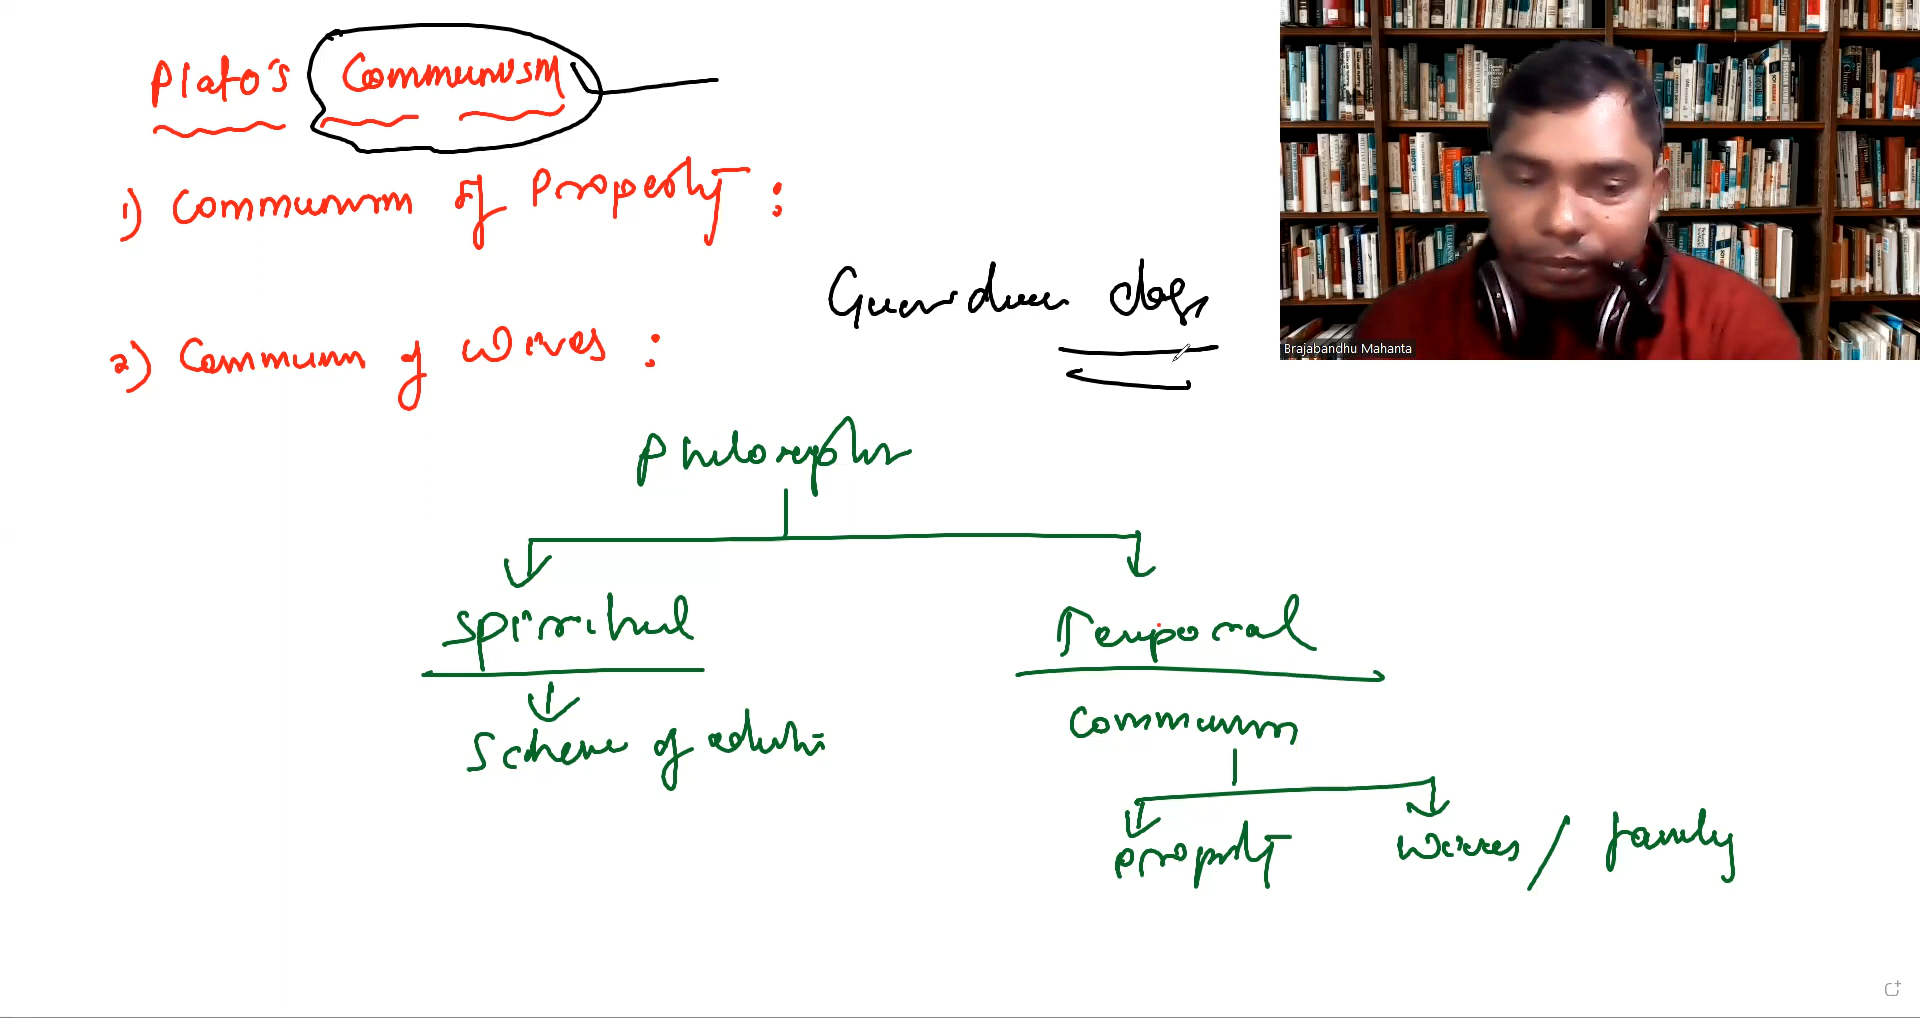 Plato's Communism
1) Communism of Property :
Guardian class
2) Communism of Wives :
Philosopher
Spiritual
Temporal
Scheme of education
Communism
Property
Wives / family
Brajabandhu Mahanta